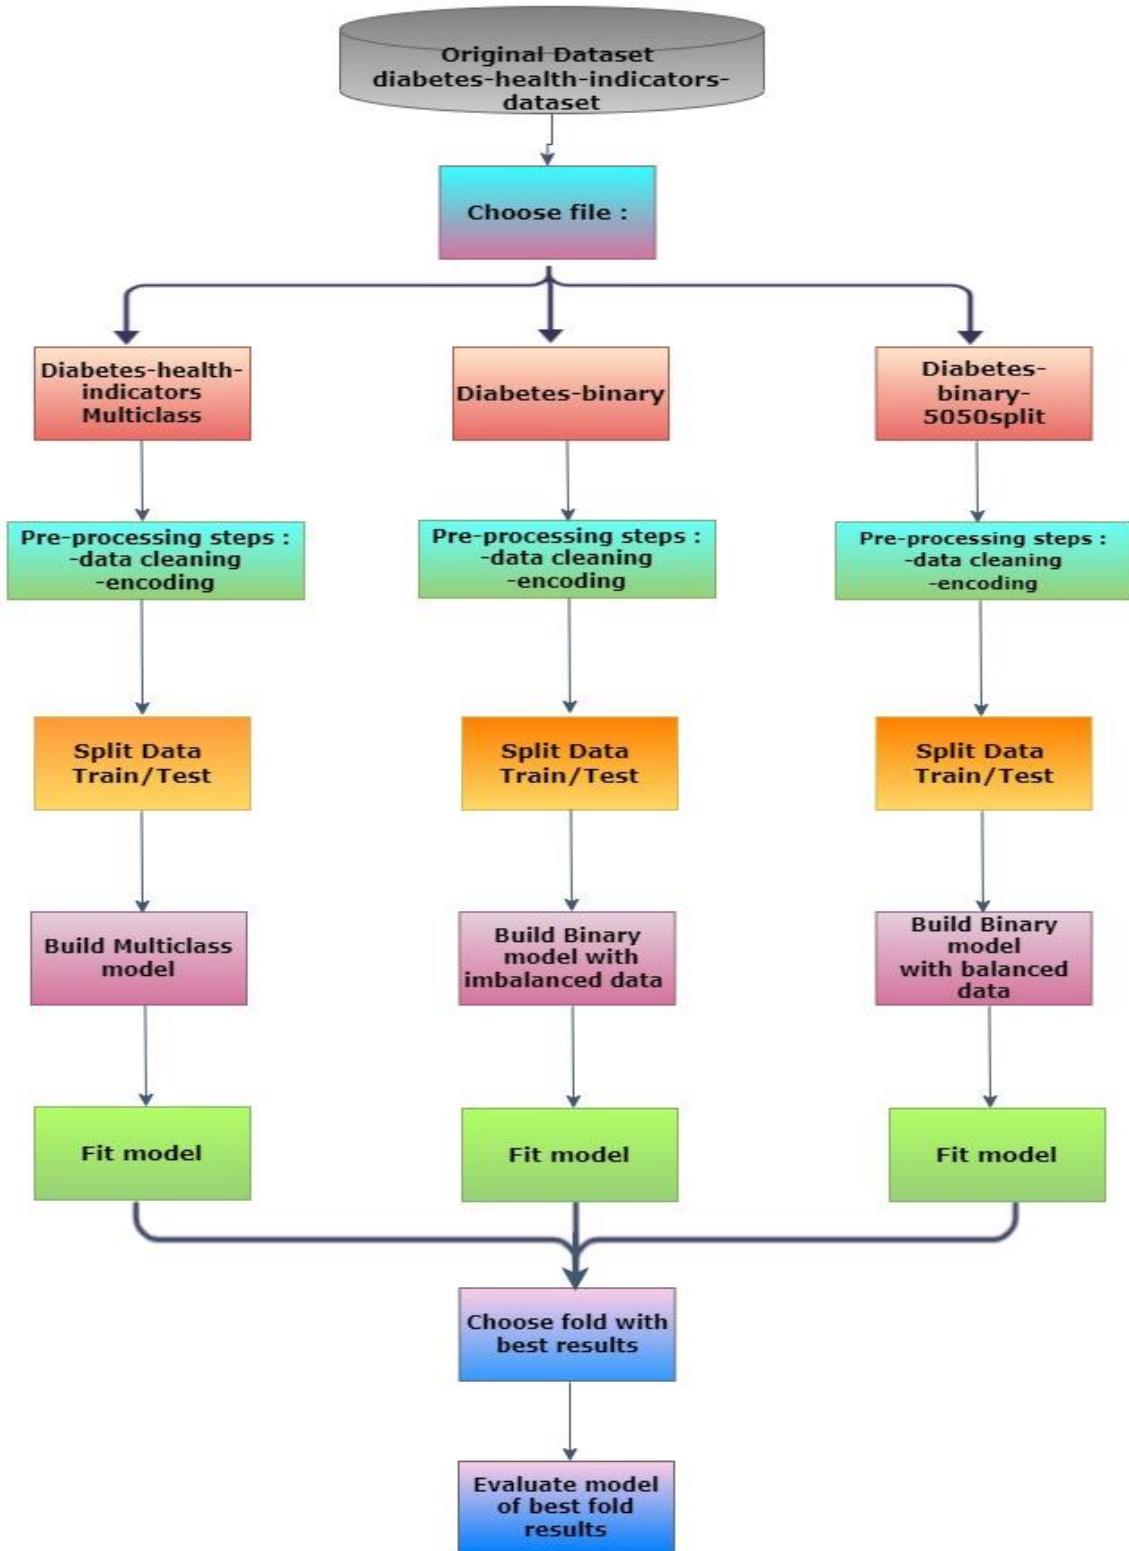 Original Dataset
diabetes-health-indicators-
dataset
Choose file :
Diabetes-health-
indicators
Multiclass
Diabetes-binary
Diabetes-
binary-
5050split
Pre-processing steps :
-data cleaning
-encoding
Pre-processing steps :
-data cleaning
-encoding
Pre-processing steps :
-data cleaning
-encoding
Split Data
Train/Test
Split Data
Train/Test
Split Data
Train/Test
Build Multiclass
model
Build Binary
model with
imbalanced data
Build Binary
model
with balanced
data
Fit model
Fit model
Fit model
Choose fold with
best results
Evaluate model
of best fold
results